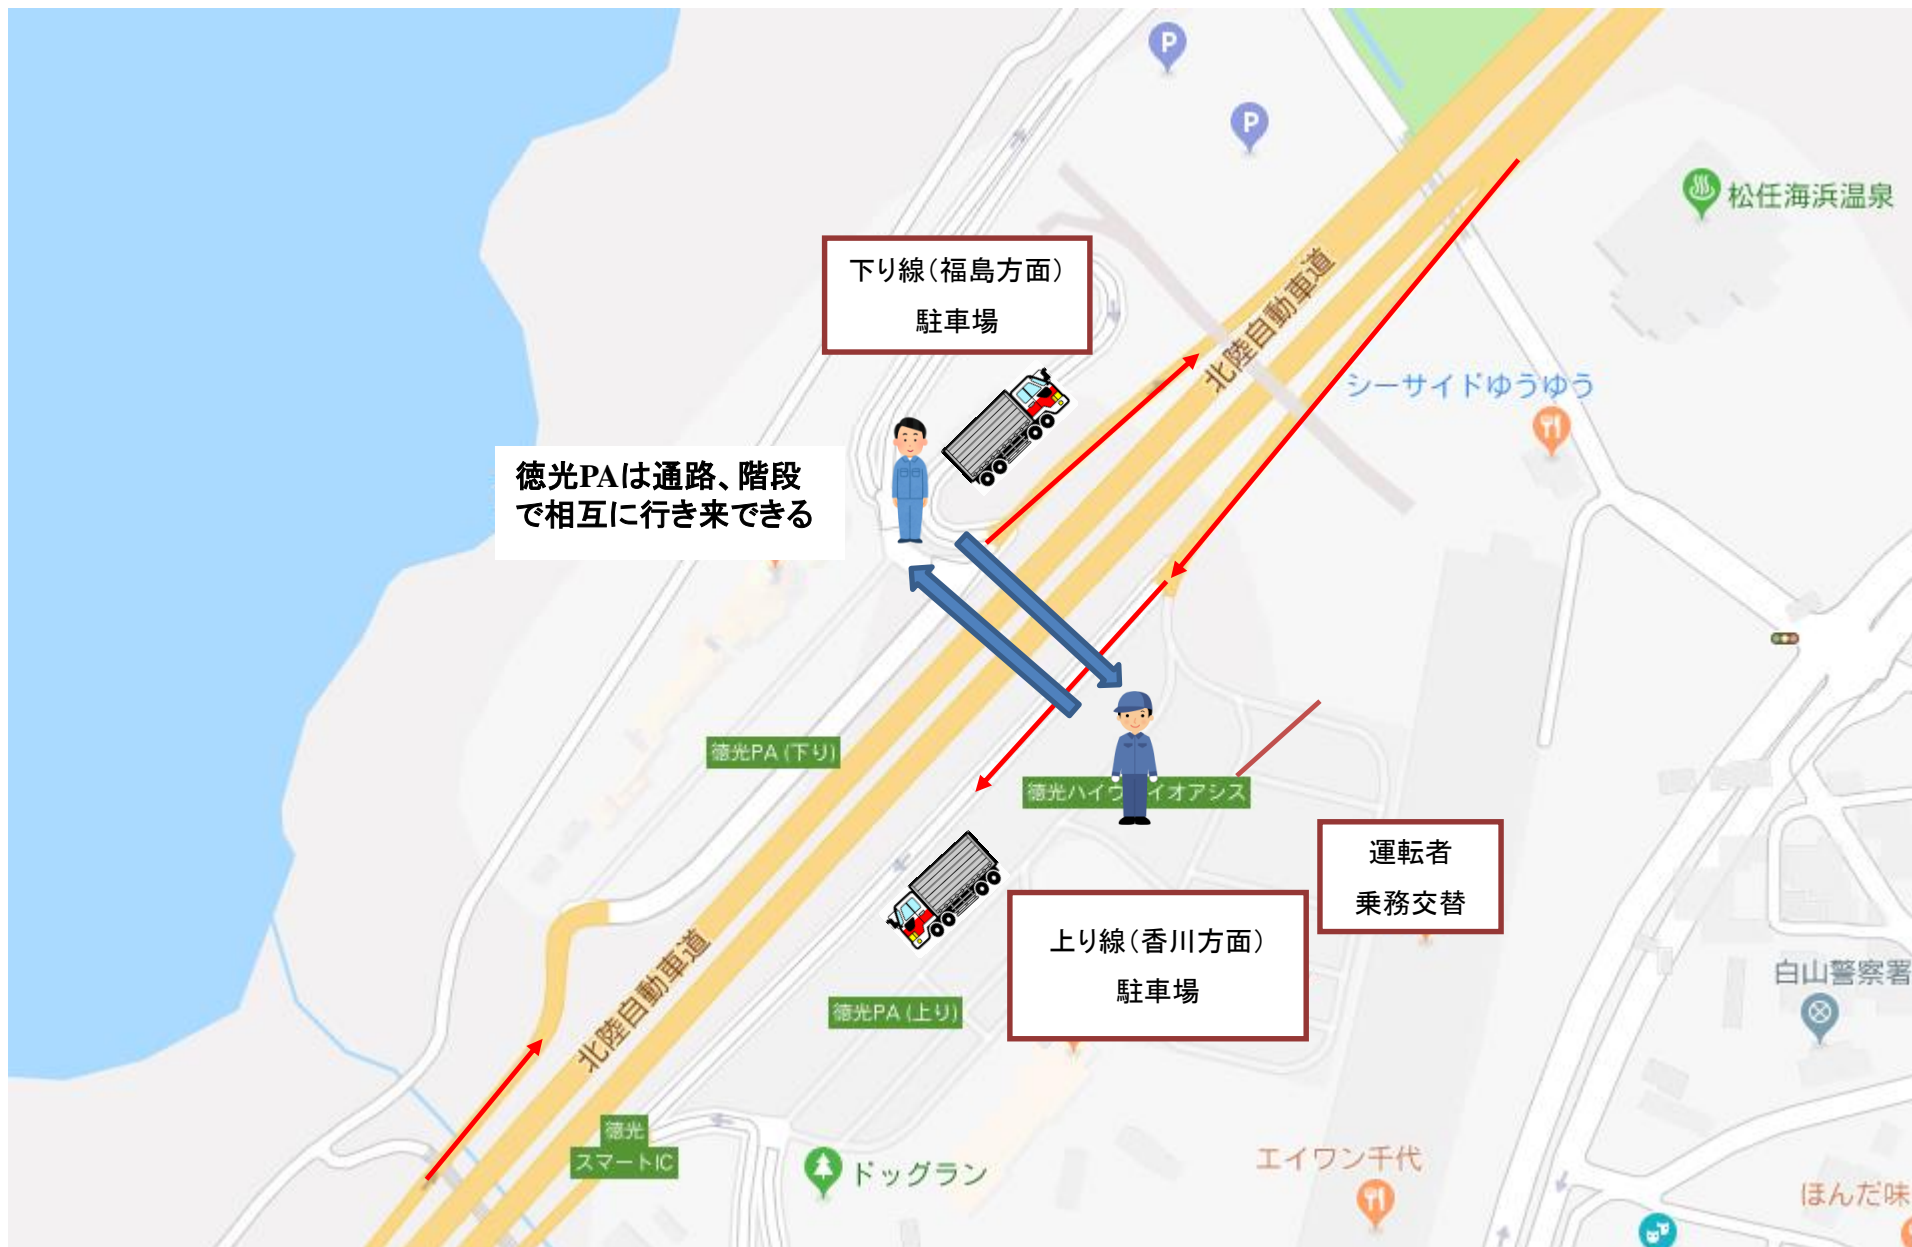 P
P
松任海浜温泉
下り線（福島方面）
駐車場
北陸自動車道
シーサイドゆうゆう
徳光PAは通路、階段
で相互に行き来できる
徳光PA (下り)
徳光ハイウ
イオアシス
運転者
乗務交替
上り線（香川方面）
駐車場
北陸自動車道
白山警察署
徳光PA (上り)
徳光
スマートIC
ドッグラン
エイワン千代
ほんだ味